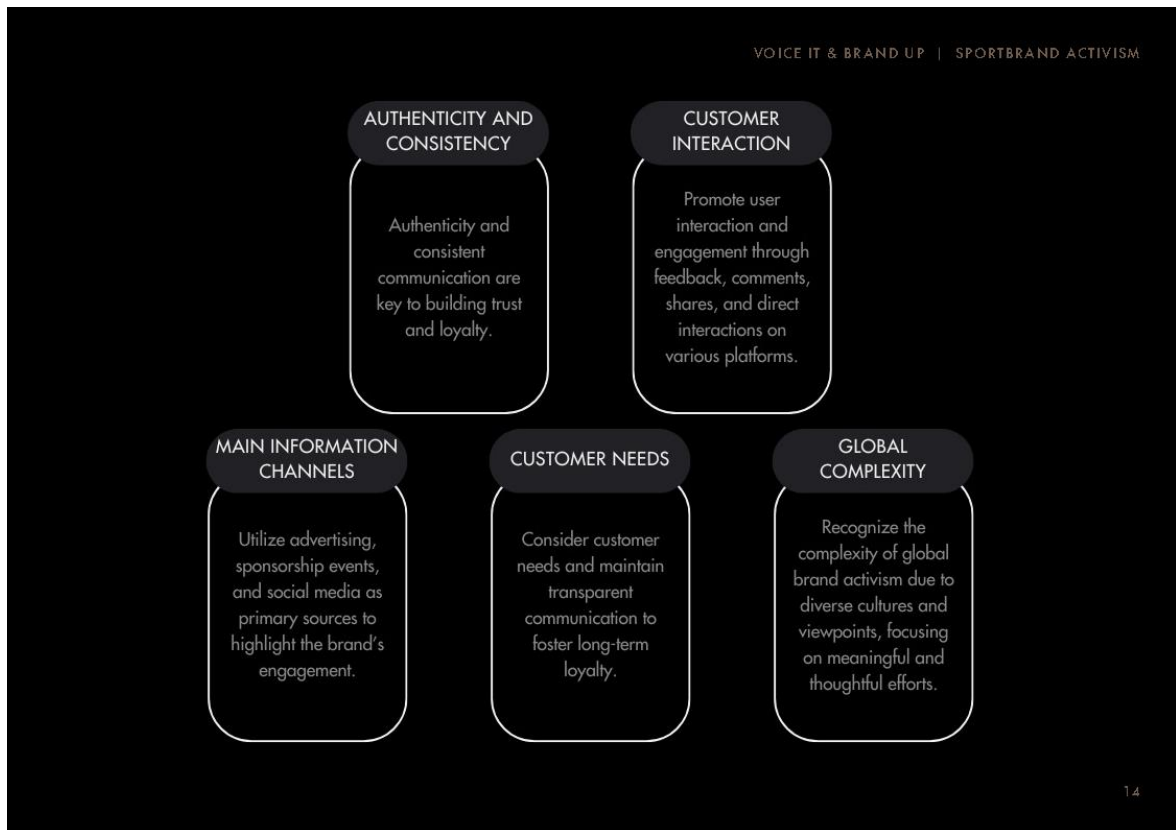 VOICE IT & BRAND UP | SPORTBRAND ACTIVISM
AUTHENTICITY AND
CONSISTENCY
Authenticity and
consistent
communication are
key to building trust
and loyalty.
CUSTOMER
INTERACTION
Promote user
interaction and
engagement through
feedback, comments,
shares, and direct
interactions on
various platforms.
MAIN INFORMATION
CHANNELS
Utilize advertising,
sponsorship events,
and social media as
primary sources to
highlight the brand's
engagement.
CUSTOMER NEEDS
Consider customer
needs and maintain
transparent
communication to
foster long-term
loyalty.
GLOBAL
COMPLEXITY
Recognize the
complexity of global
brand activism due to
diverse cultures and
viewpoints, focusing
on meaningful and
thoughtful efforts.
14